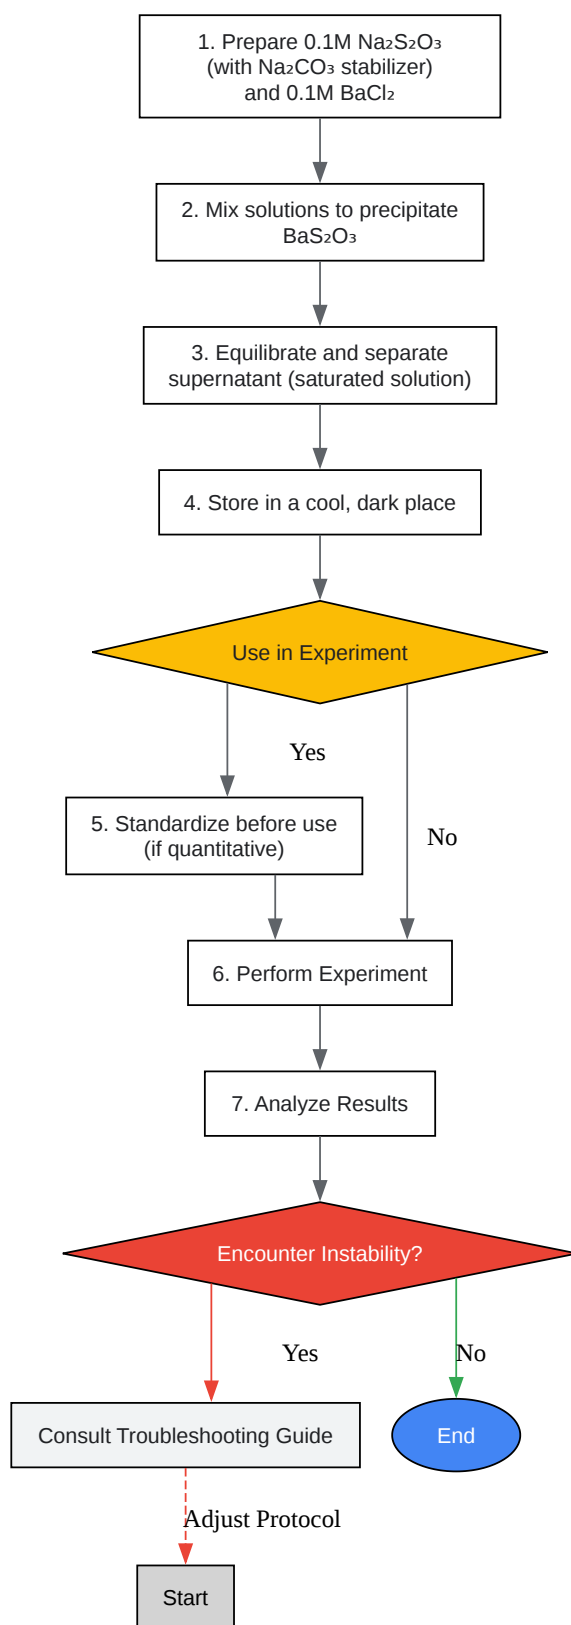 1. Prepare 0.1M Na₂S₂O₃
(with Na₂CO₃ stabilizer)
and 0.1M BaCl₂
2. Mix solutions to precipitate
BaS₂O₃
3. Equilibrate and separate
supernatant (saturated solution)
4. Store in a cool, dark place
Use in Experiment
Yes
5. Standardize before use
(if quantitative)
No
6. Perform Experiment
7. Analyze Results
Encounter Instability?
Yes
No
Consult Troubleshooting Guide
End
Adjust Protocol
Start